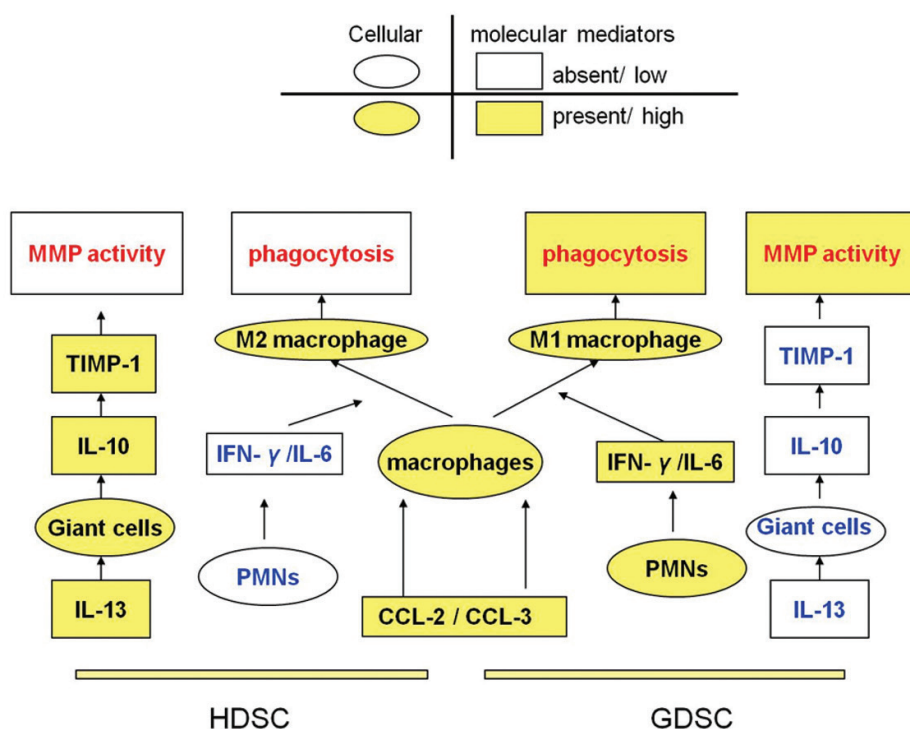 Cellular
molecular mediators
absent/ low
present/ high
MMP activity
phagocytosis
phagocytosis
MMP activity
M2 macrophage
M1 macrophage
TIMP-1
TIMP-1
IL-10
IFN- γ /IL-6
macrophages
IFN- γ /IL-6
IL-10
Giant cells
PMNs
PMNs
Giant cells
IL-13
CCL-2 / CCL-3
IL-13
HDSC
GDSC